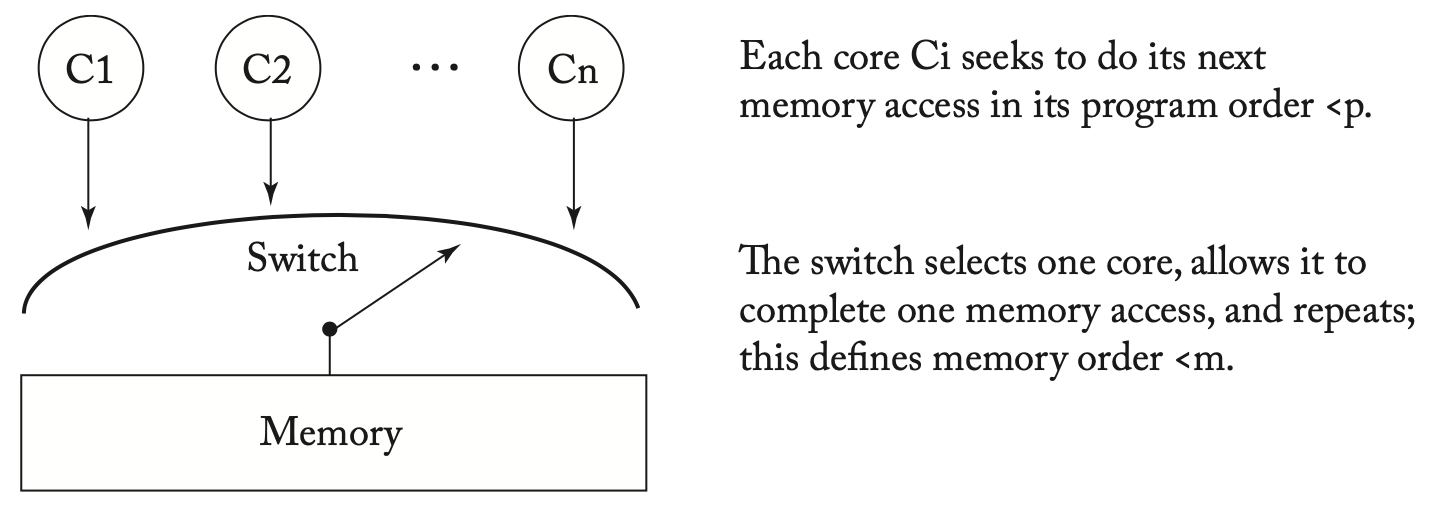 C1 C2 ... Cn
Each core Ci seeks to do its next
memory access in its program order <p.
Switch
The switch selects one core, allows it to
complete one memory access, and repeats;
this defines memory order <m.
Memory